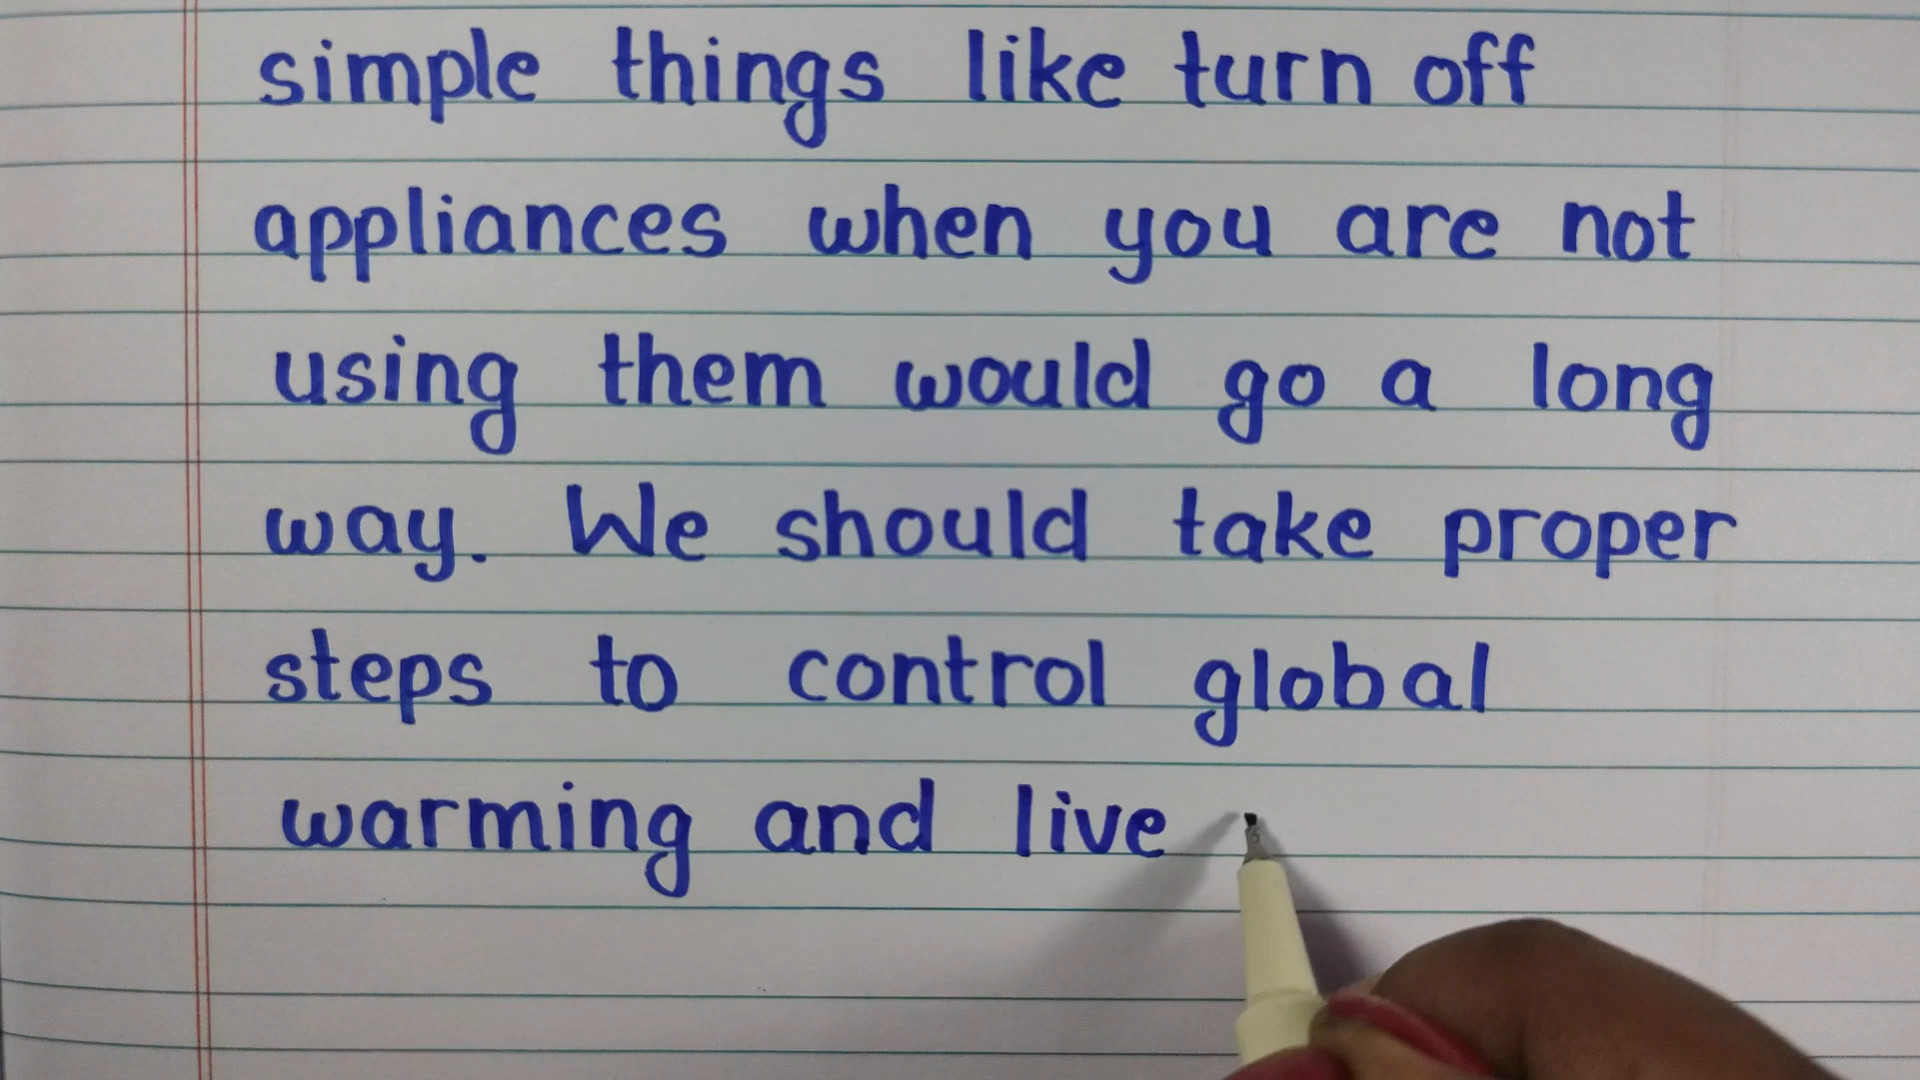 simple things like turn off
appliances when you are not
using them would go a long
way. We should take proper
steps to control global
warming and live